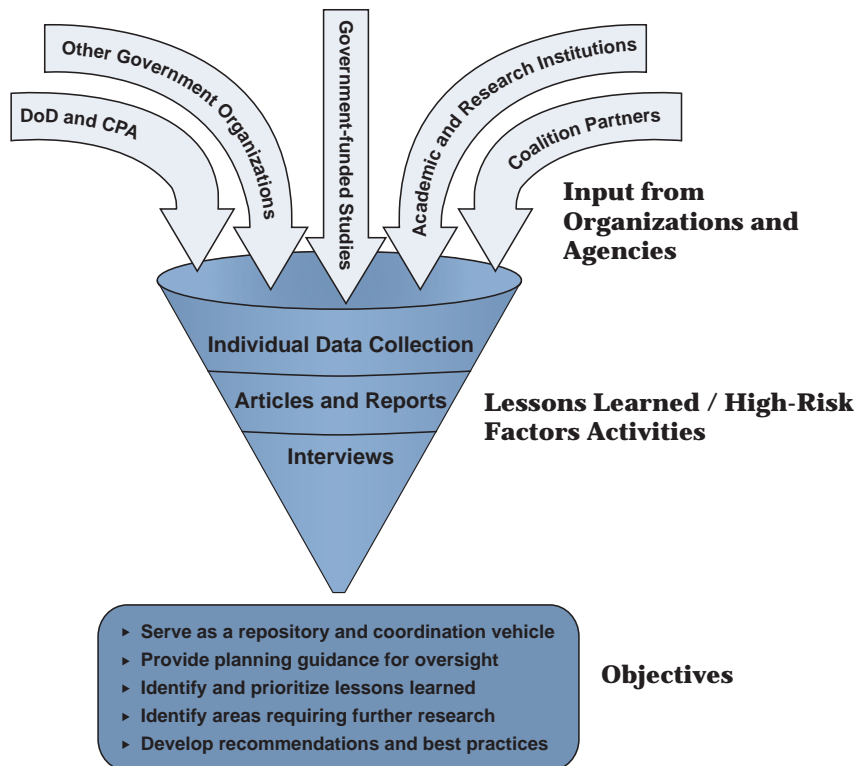 DoD and CPA
Other Government Organizations
Government-funded Studies
Academic and Research Institutions
Coalition Partners
Input from
Organizations and
Agencies
Individual Data Collection
Articles and Reports
Interviews
Lessons Learned / High-Risk
Factors Activities
▸ Serve as a repository and coordination vehicle
▸ Provide planning guidance for oversight
▸ Identify and prioritize lessons learned
▸ Identify areas requiring further research
▸ Develop recommendations and best practices
Objectives